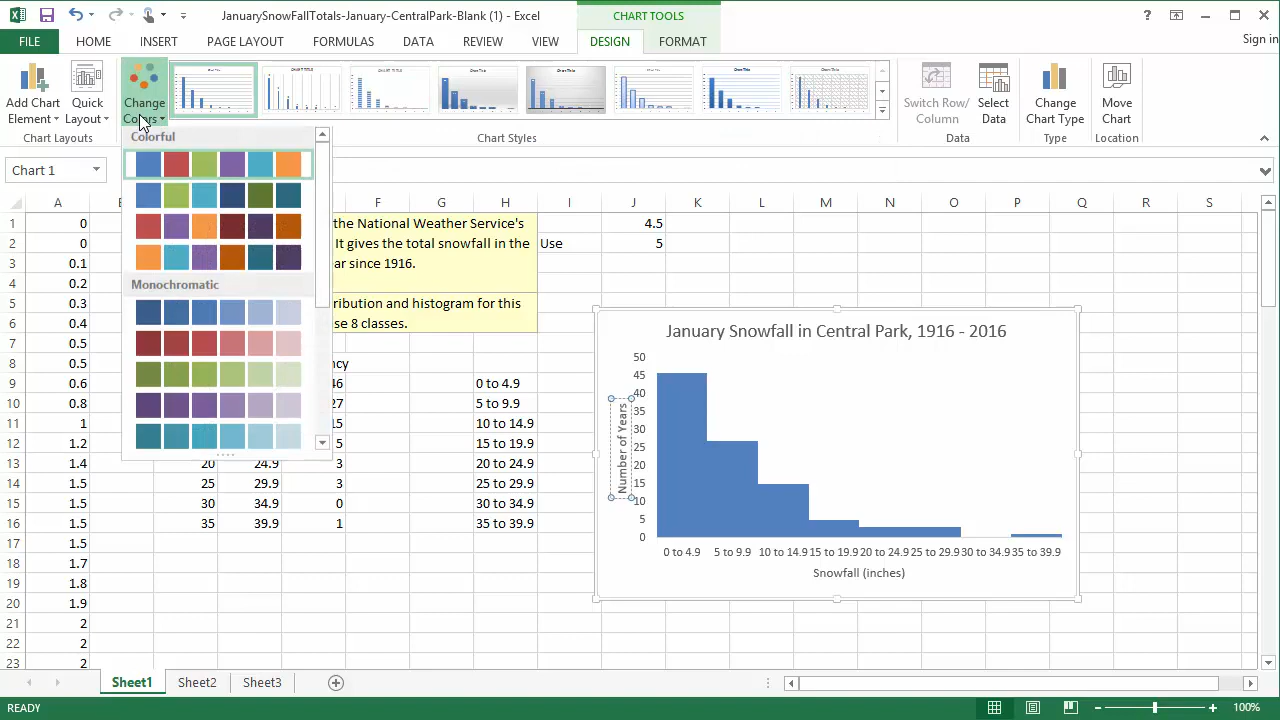 JanuarySnowFallTotals-January-CentralPark-Blank (1) - Excel
CHART TOOLS
?
FILE
HOME
INSERT
PAGE LAYOUT
FORMULAS
DATA
REVIEW
VIEW
DESIGN
FORMAT
Sign in
Add Chart
Element
Quick
Layout
Change
Colors
Switch Row/
Column
Select
Data
Change
Chart Type
Move
Chart
Chart Layouts
Chart Styles
Data
Type
Location
Colorful
Monochromatic
Chart 1
A
F
G
H
I
J
K
L
M
N
O
P
Q
R
S
1 0 the National Weather Service's 4.5
2 0 It gives the total snowfall in the Use 5
3 0.1 ar since 1916.
4 0.2
5 0.3 ribution and histogram for this
6 0.4 se 8 classes.
7 0.5
8 0.5 ncy
9 0.6 46 0 to 4.9
10 0.8 27 5 to 9.9
11 1 15 10 to 14.9
12 1.2 5 15 to 19.9
13 1.4 20 24.9 3 20 to 24.9
14 1.5 25 29.9 3 25 to 29.9
15 1.5 30 34.9 0 30 to 34.9
16 1.5 35 39.9 1 35 to 39.9
17 1.5
18 1.7
19 1.8
20 1.9
21 2
22 2
23 2
January Snowfall in Central Park, 1916 - 2016
Number of Years
50
45
40
35
30
25
20
15
10
5
0
0 to 4.9 5 to 9.9 10 to 14.9 15 to 19.9 20 to 24.9 25 to 29.9 30 to 34.9 35 to 39.9
Snowfall (inches)
Sheet1 Sheet2 Sheet3
READY
100%